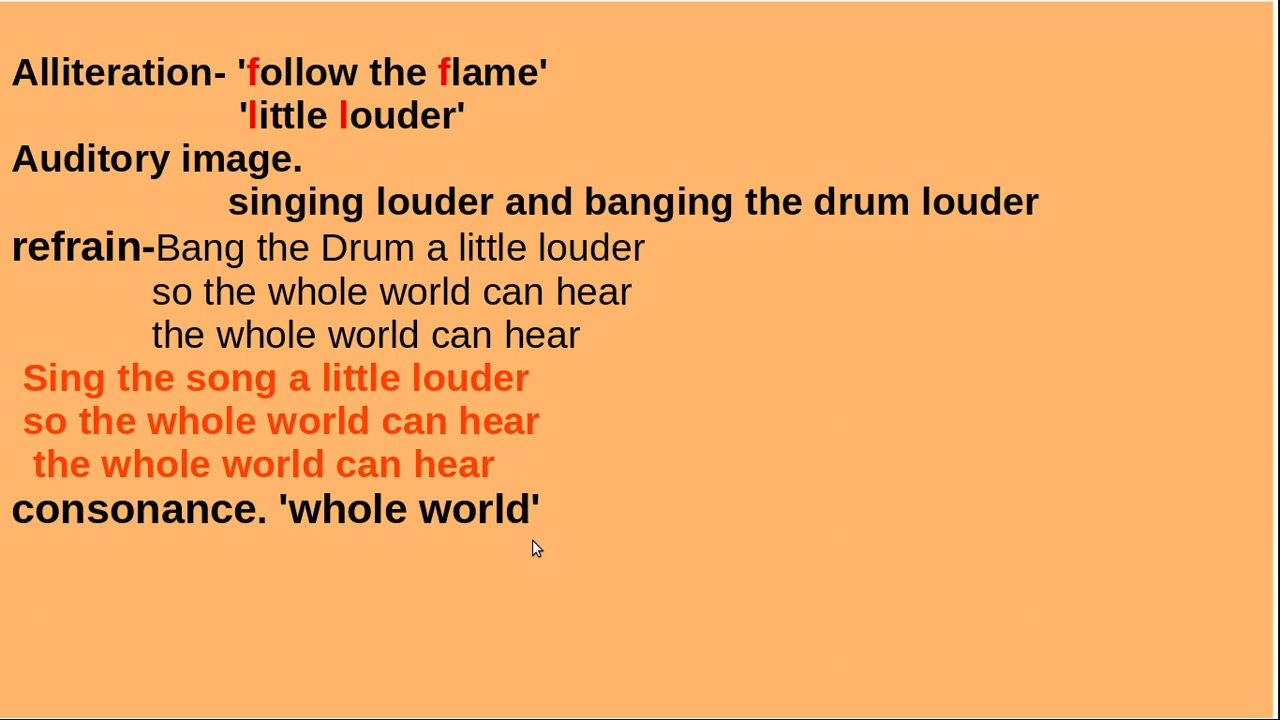 Alliteration- 'follow the flame'
'little louder'
Auditory image.
singing louder and banging the drum louder
refrain-Bang the Drum a little louder
so the whole world can hear
the whole world can hear
Sing the song a little louder
so the whole world can hear
the whole world can hear
consonance. 'whole world'